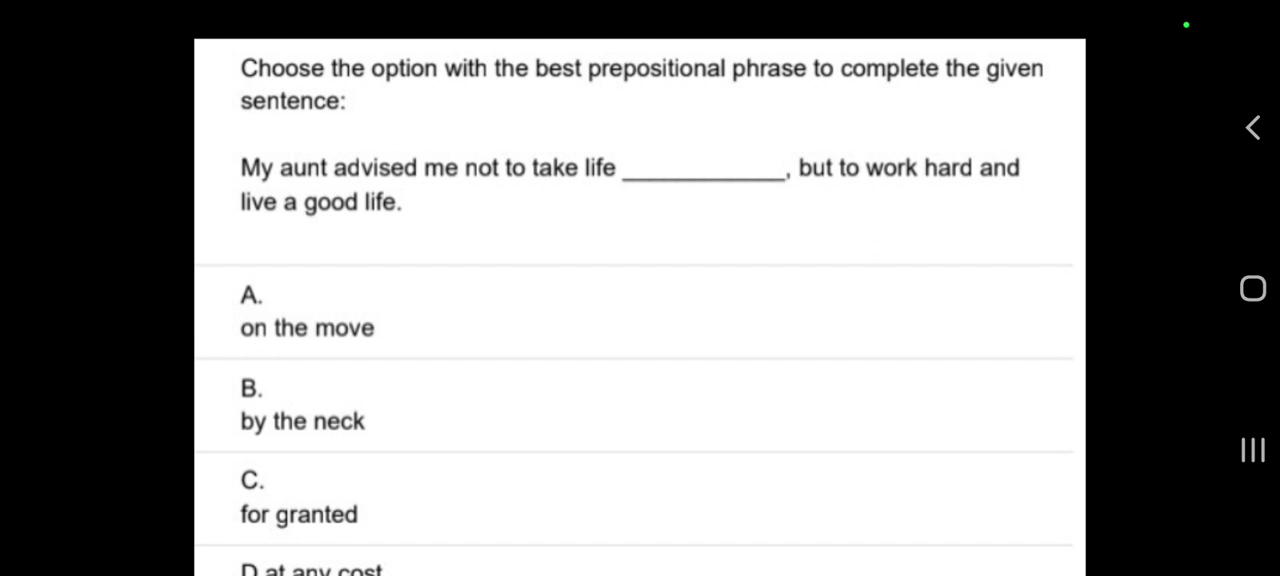 Choose the option with the best prepositional phrase to complete the given
sentence:
My aunt advised me not to take life ____________, but to work hard and
live a good life.
A.
on the move
B.
by the neck
C.
for granted
D at any cost